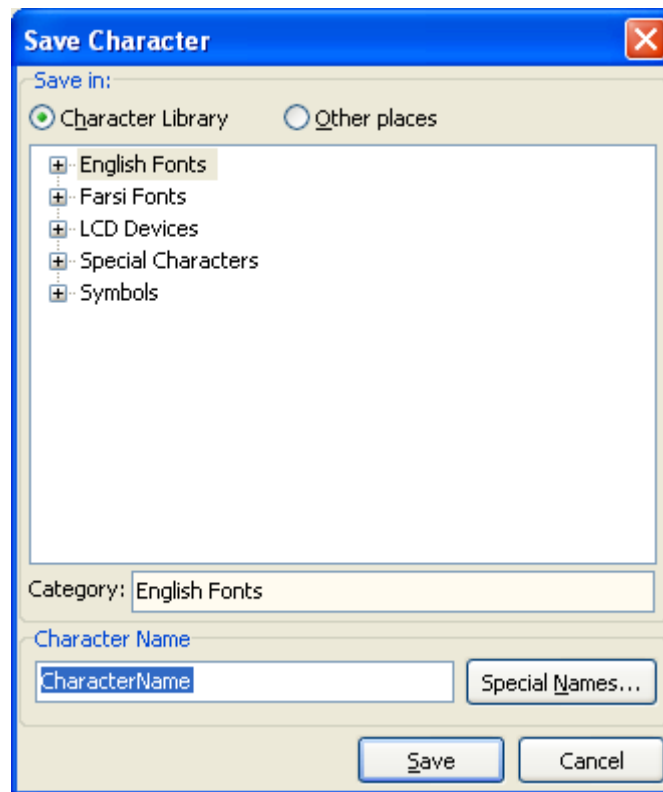 Save Character
Save in:
Character Library Other places
English Fonts
Farsi Fonts
LCD Devices
Special Characters
Symbols
Category: English Fonts
Character Name
CharacterName Special Names...
Save Cancel